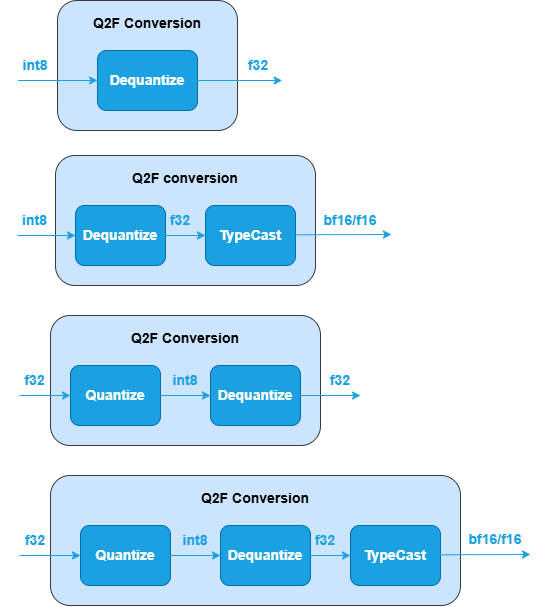 Q2F Conversion
int8
Dequantize
f32
Q2F conversion
int8
Dequantize
f32
TypeCast
bf16/f16
Q2F Conversion
f32
Quantize
int8
Dequantize
f32
Q2F Conversion
f32
Quantize
int8
Dequantize
f32
TypeCast
bf16/f16